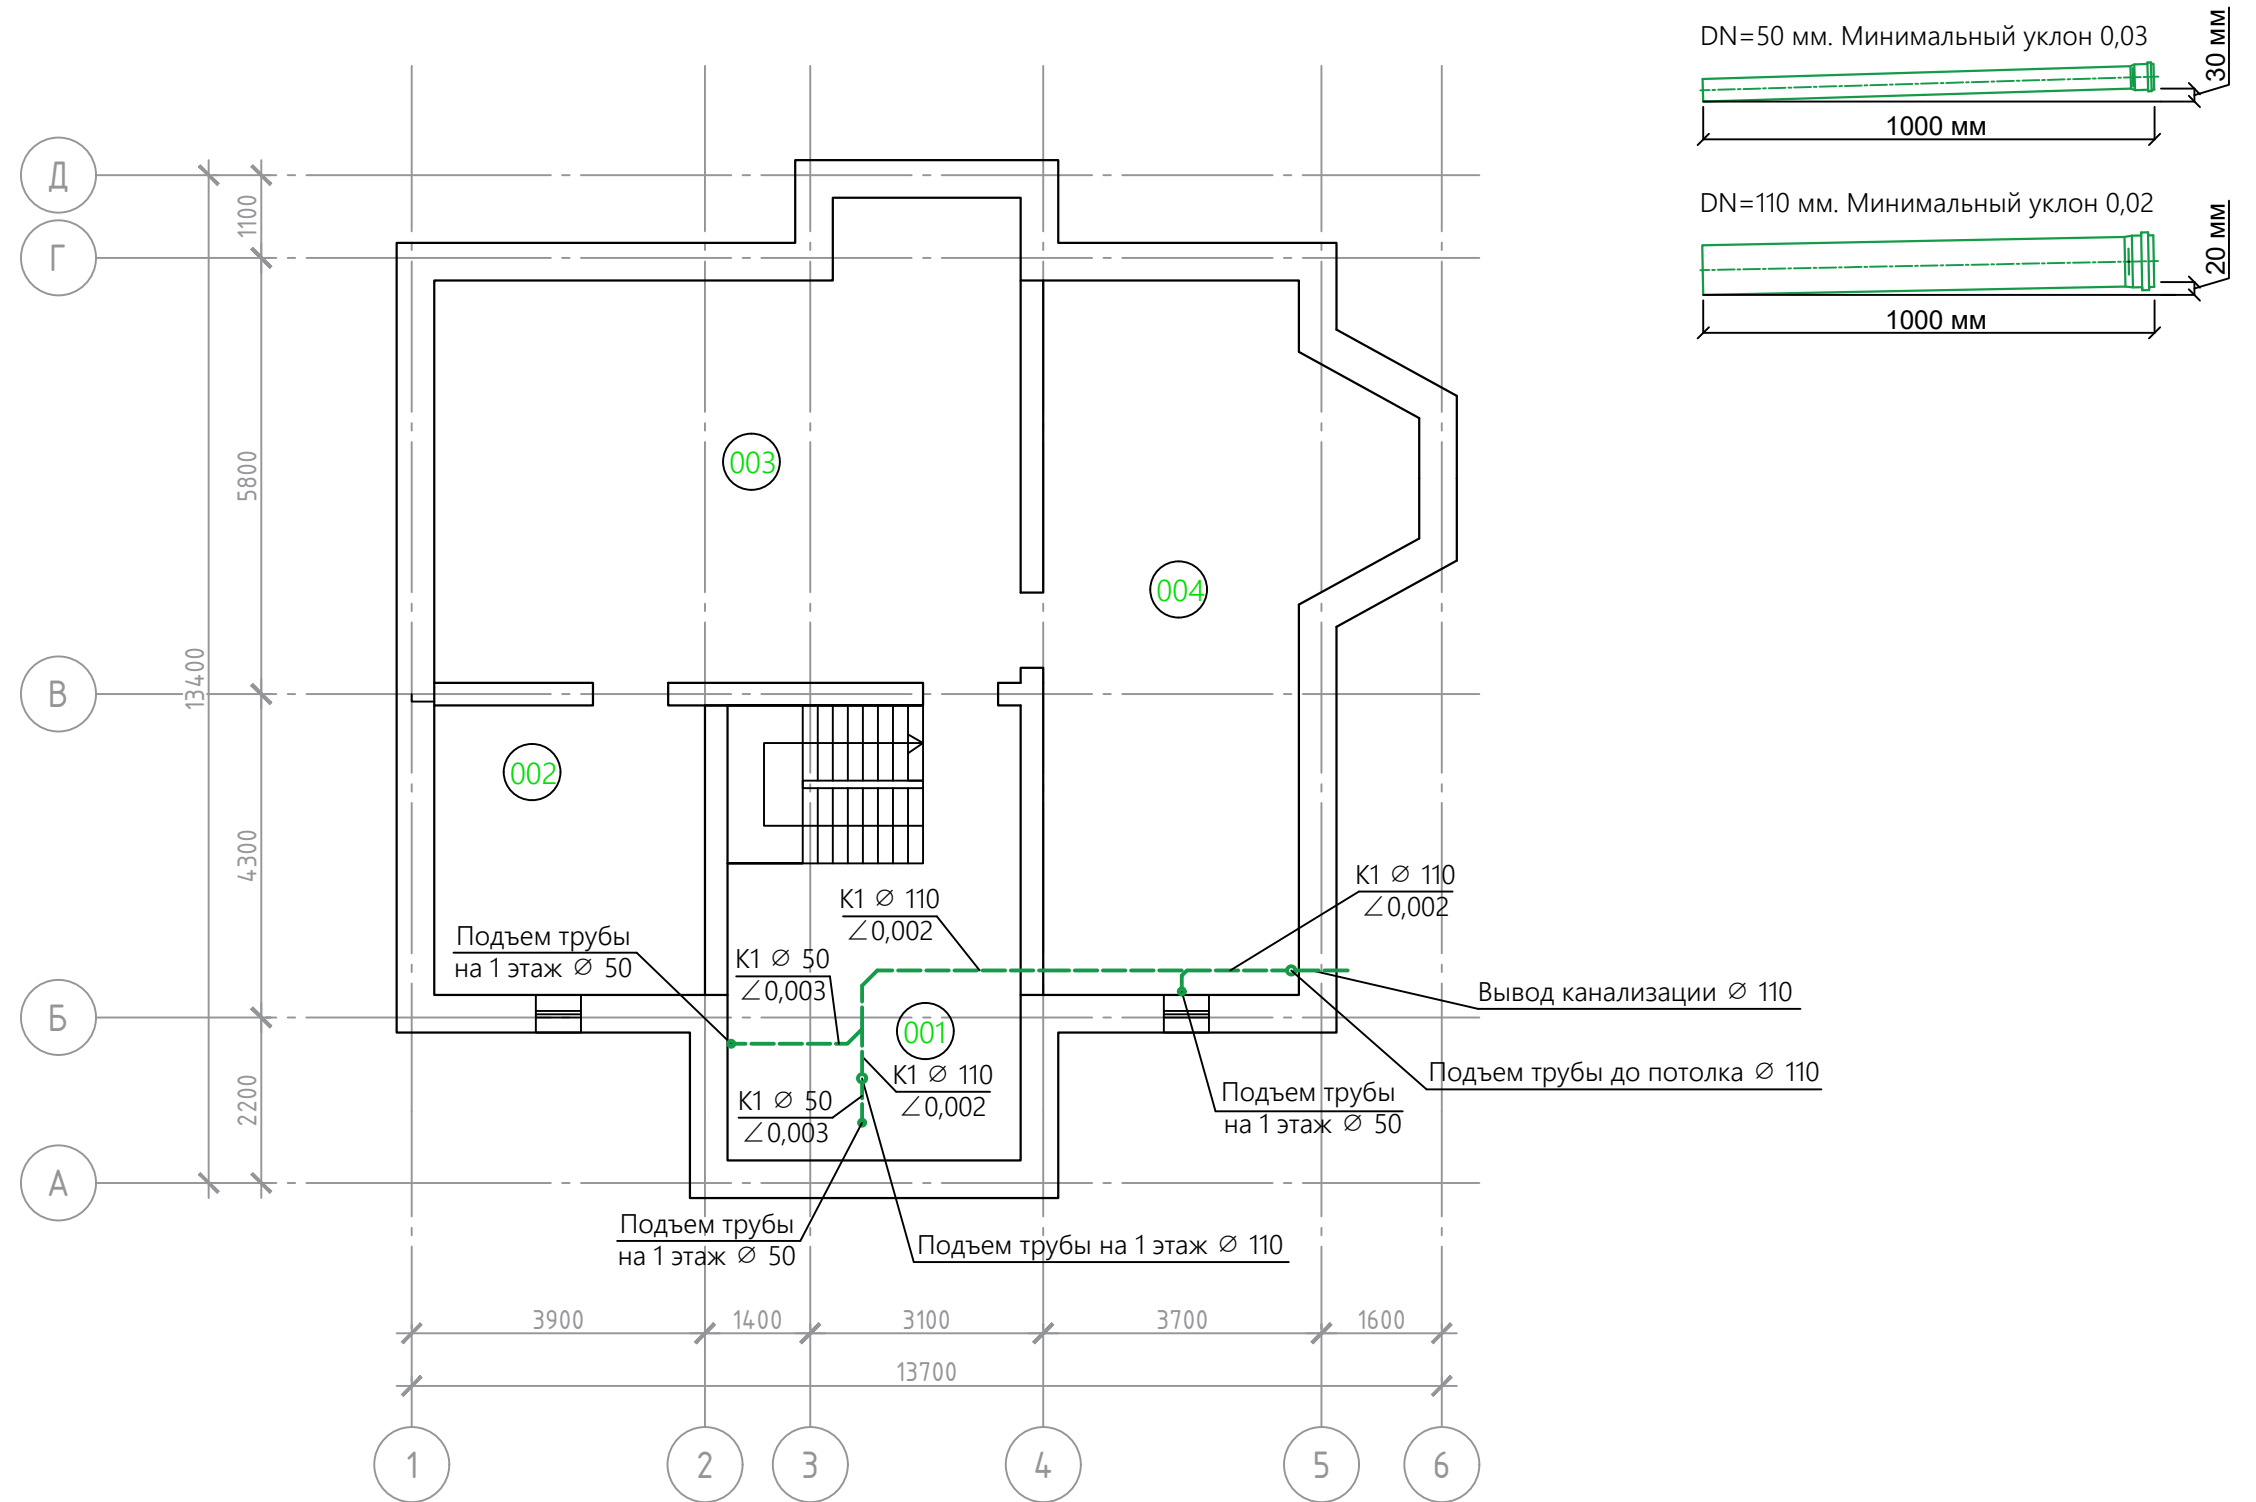 DN=50 мм. Минимальный уклон 0,03
30 мм
1000 мм
DN=110 мм. Минимальный уклон 0,02
20 мм
1000 мм
Д
Г
В
Б
А
1100
5800
13400
4300
2200
003
004
002
001
К1 ∅ 110
∠0,002
К1 ∅ 110
∠0,002
Подъем трубы
на 1 этаж ∅ 50
К1 ∅ 50
∠0,003
Вывод канализации ∅ 110
К1 ∅ 110
∠0,002
Подъем трубы до потолка ∅ 110
К1 ∅ 50
∠0,003
Подъем трубы
на 1 этаж ∅ 50
Подъем трубы
на 1 этаж ∅ 50
Подъем трубы на 1 этаж ∅ 110
3900
1400
3100
3700
1600
13700
1
2
3
4
5
6